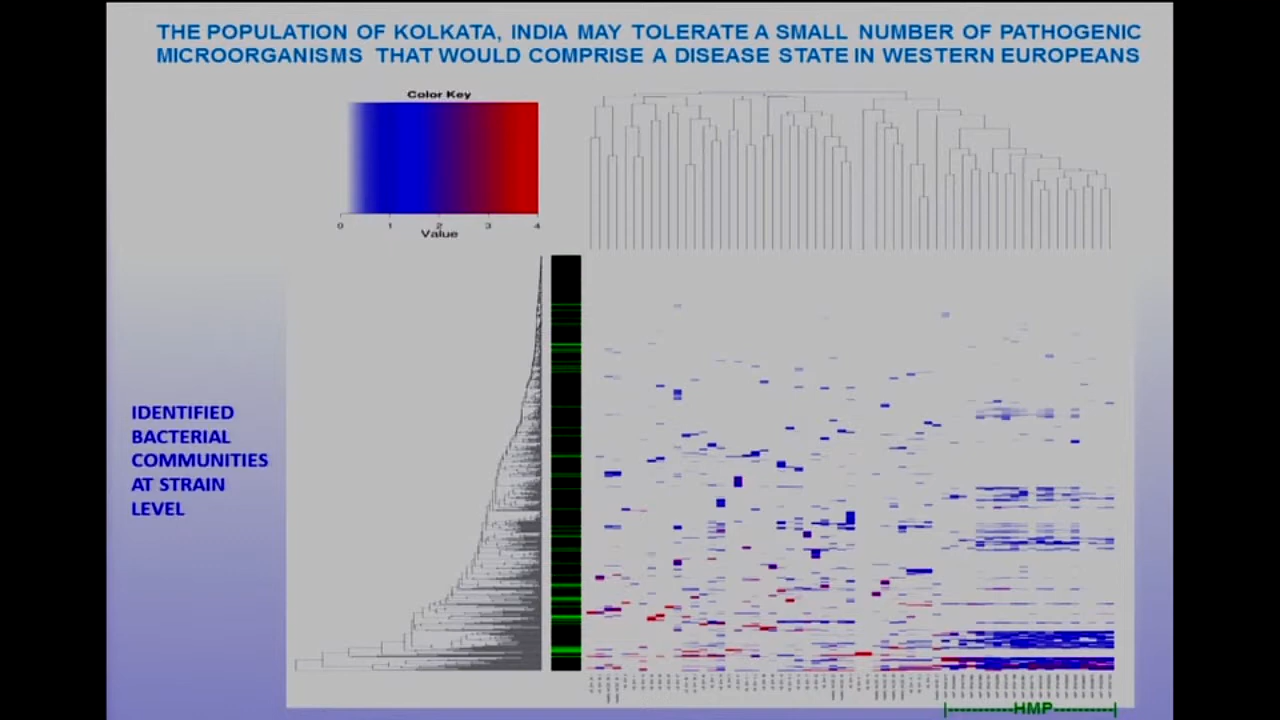 THE POPULATION OF KOLKATA, INDIA MAY TOLERATE A SMALL NUMBER OF PATHOGENIC
MICROORGANISMS THAT WOULD COMPRISE A DISEASE STATE IN WESTERN EUROPEANS
Color Key
0 1 2 3 4
Value
IDENTIFIED
BACTERIAL
COMMUNITIES
AT STRAIN
LEVEL
HMP